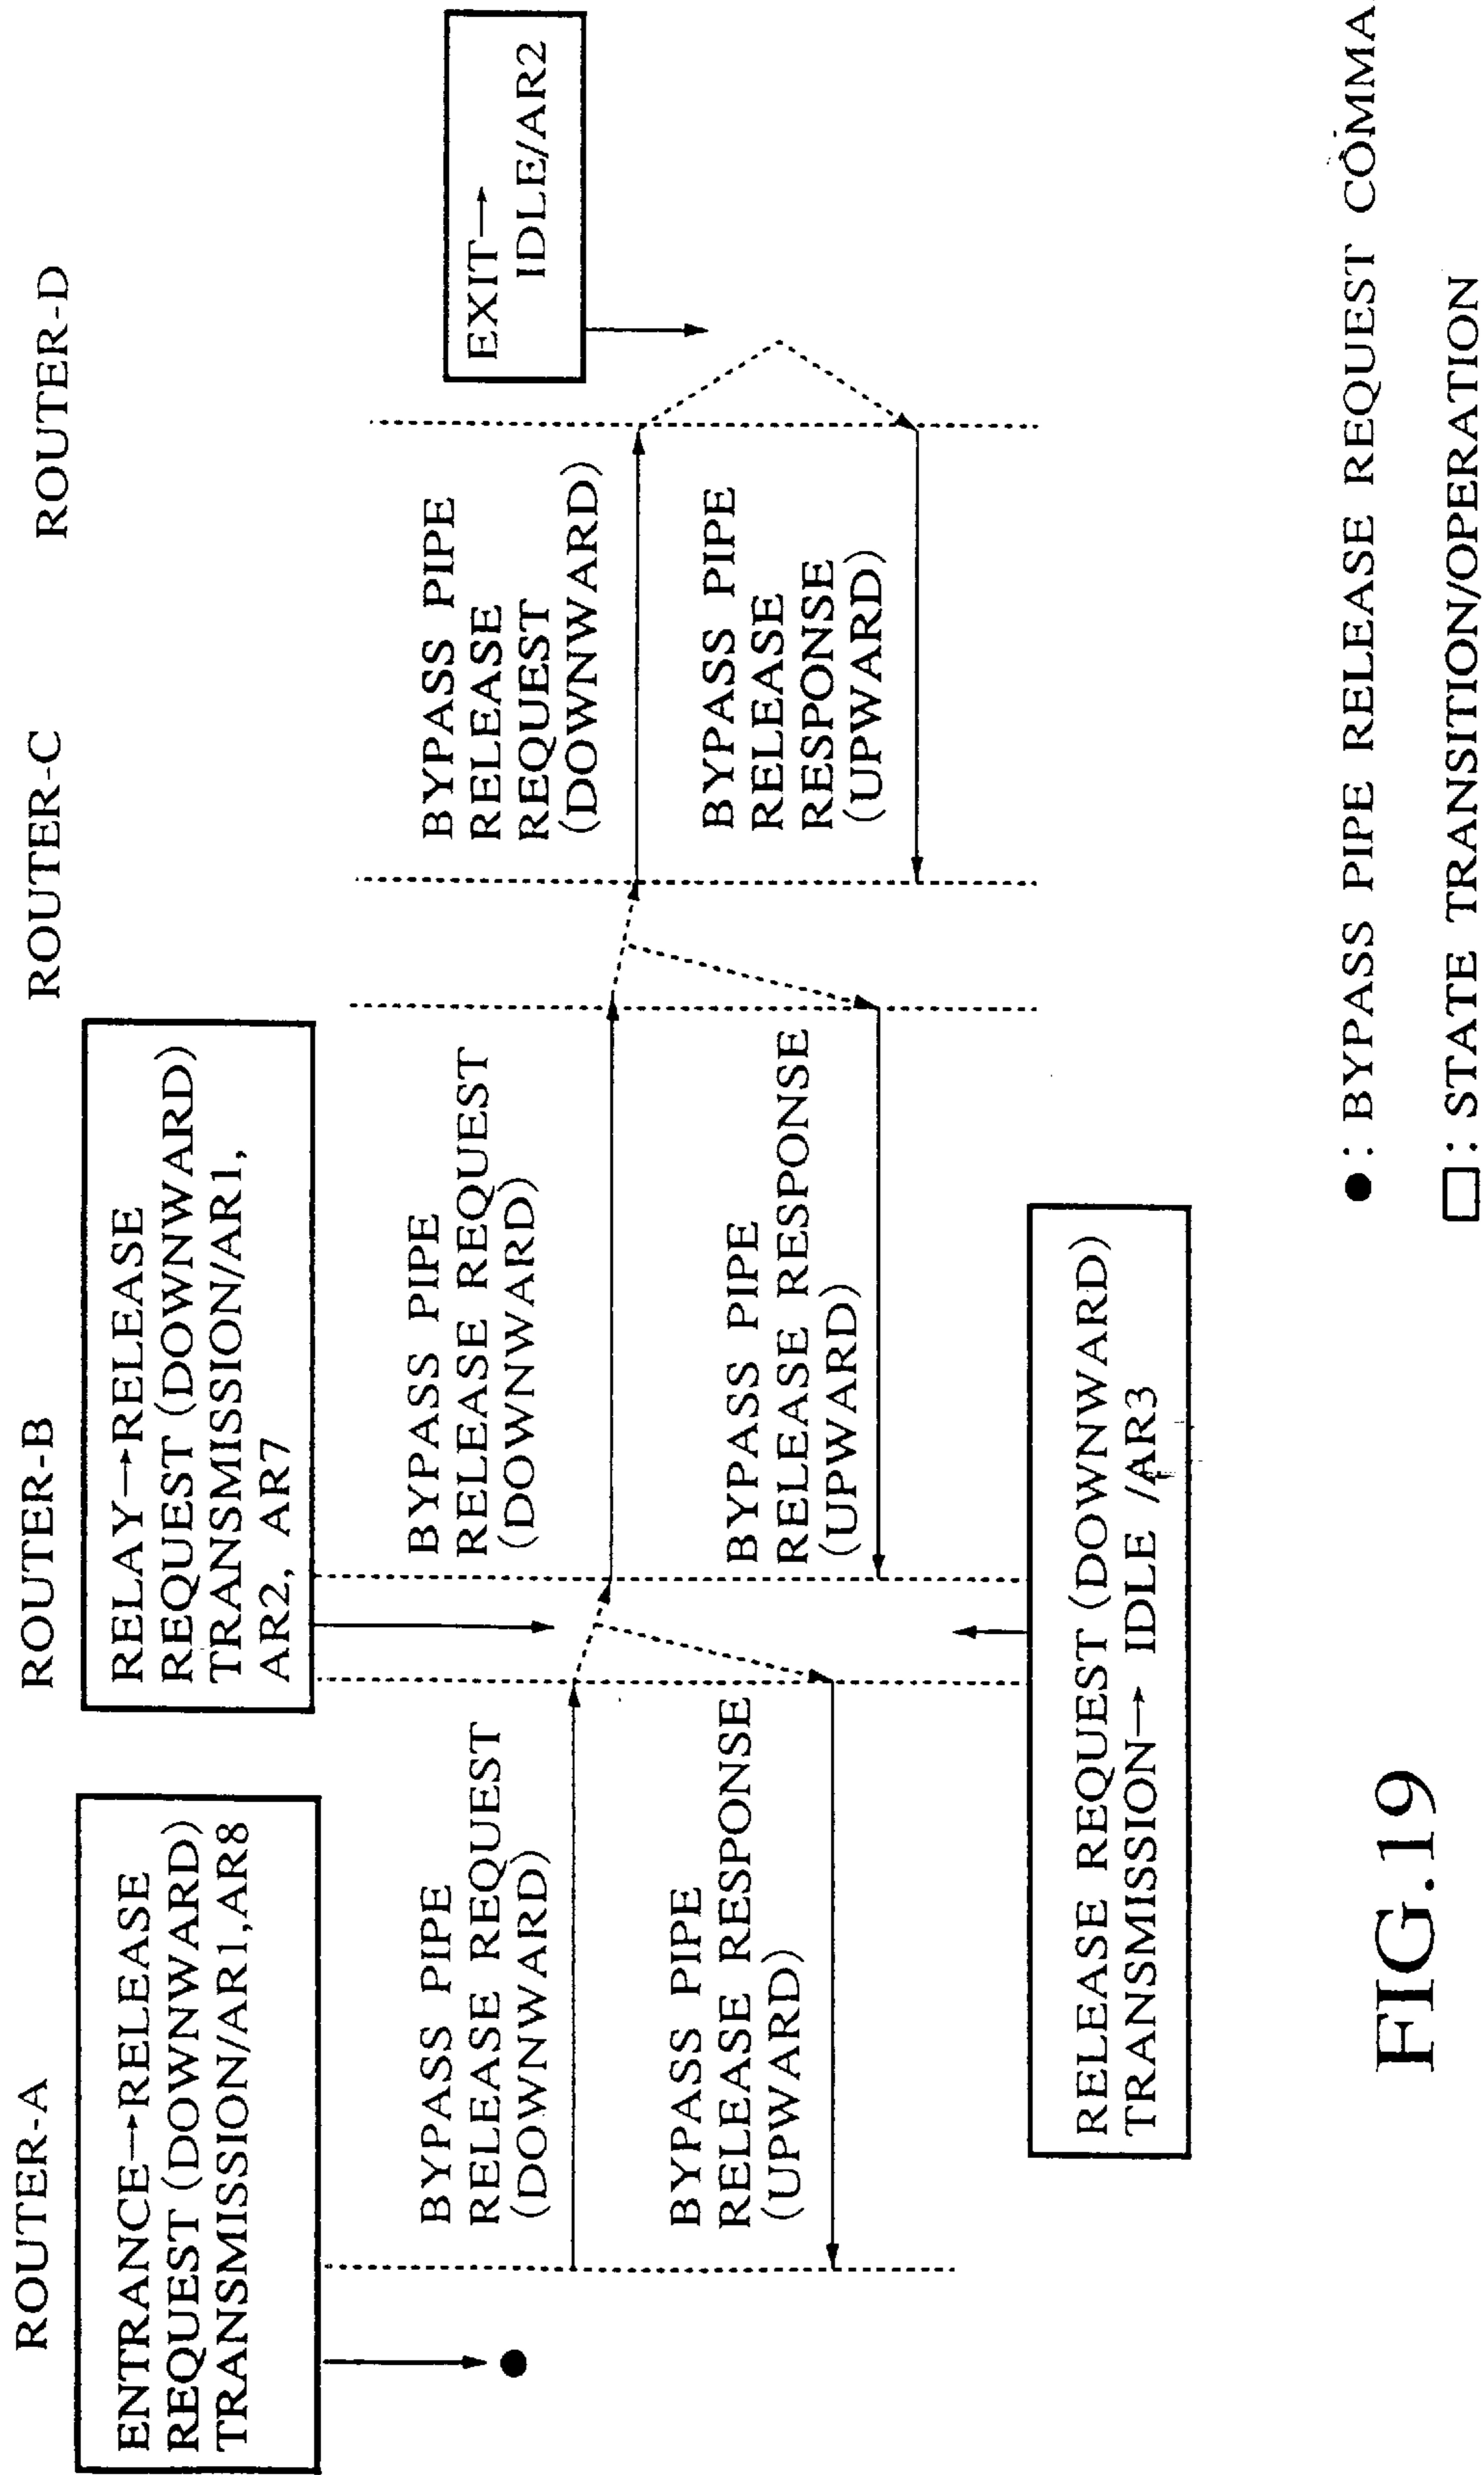 ROUTER-A
ROUTER-B
ROUTER-C
ROUTER-D
ENTRANCE→RELEASE
REQUEST (DOWNWARD)
TRANSMISSION/AR1,AR8
RELAY→RELEASE
REQUEST (DOWNWARD)
TRANSMISSION/AR1,
AR2, AR7
EXIT→
IDLE/AR2
BYPASS PIPE
RELEASE REQUEST
(DOWNWARD)
BYPASS PIPE
RELEASE REQUEST
(DOWNWARD)
BYPASS PIPE
RELEASE
REQUEST
(DOWNWARD)
BYPASS PIPE
RELEASE RESPONSE
(UPWARD)
BYPASS PIPE
RELEASE RESPONSE
(UPWARD)
BYPASS PIPE
RELEASE
RESPONSE
(UPWARD)
RELEASE REQUEST (DOWNWARD)
TRANSMISSION→ IDLE /AR3
● : BYPASS PIPE RELEASE REQUEST COMMA
□ : STATE TRANSITION/OPERATION
FIG.19